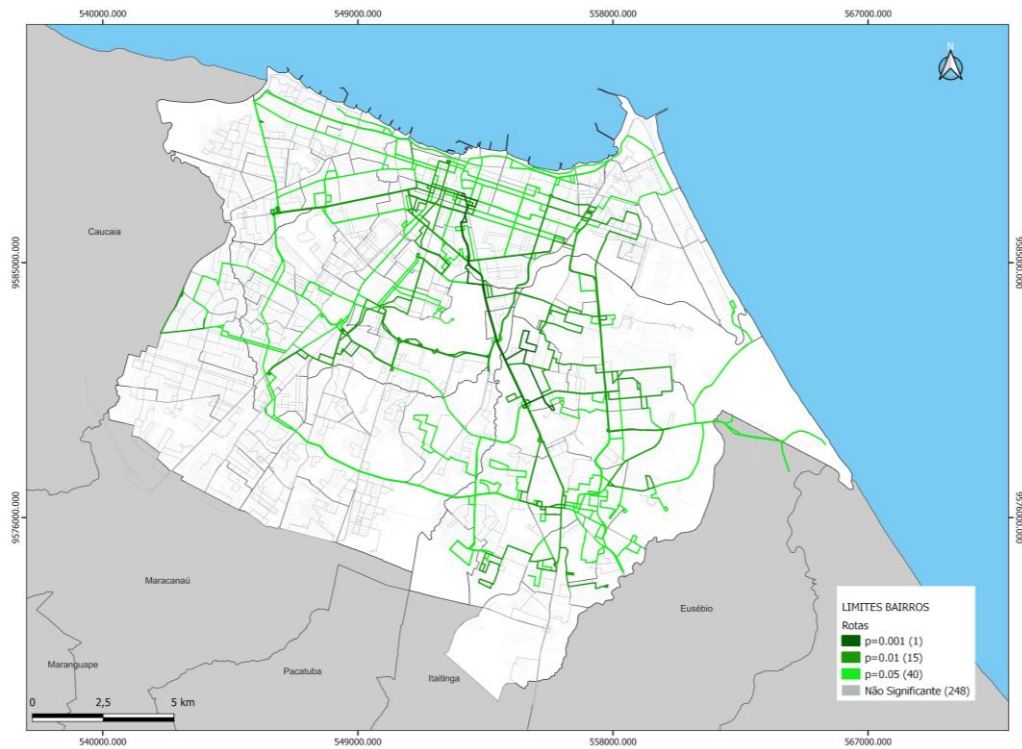 540000.000 549000.000 558000.000 567000.000
N
Caucaia
9585000.000 9585000.000
9576000.000 9576000.000
Maracanaú
Eusébio
Maranguape
Pacatuba
Itaitinga
LIMITES BAIRROS
Rotas
p=0.001 (1)
p=0.01 (15)
p=0.05 (40)
Não Significante (248)
0 2,5 5 km
540000.000 549000.000 558000.000 567000.000